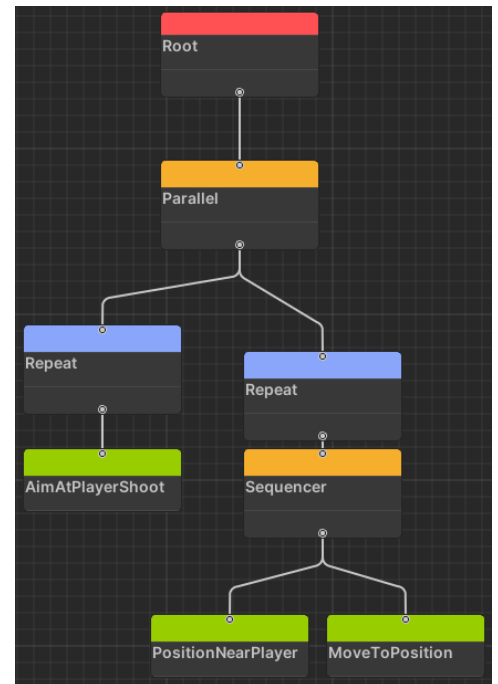 Root
Parallel
Repeat
Repeat
AimAtPlayerShoot
Sequencer
PositionNearPlayer
MoveToPosition